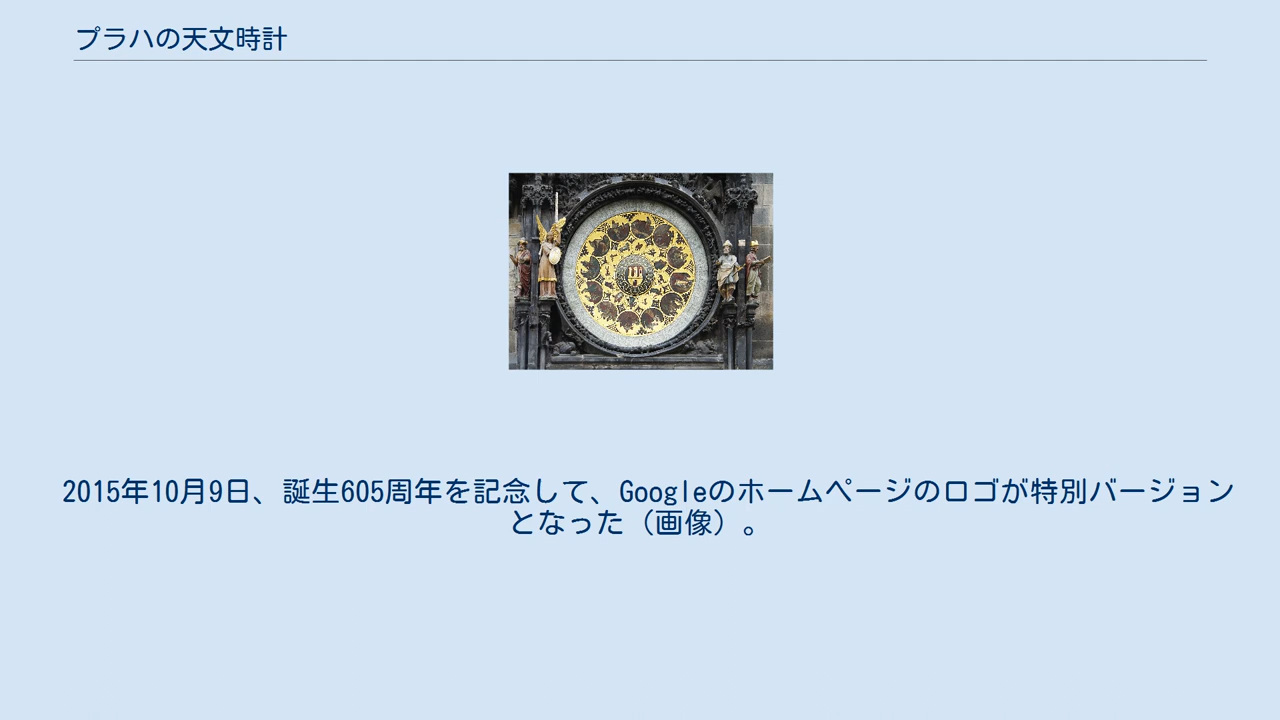 プラハの天文時計
2015年10月9日、誕生605周年を記念して、Googleのホームページのロゴが特別バージョン
となった（画像）。